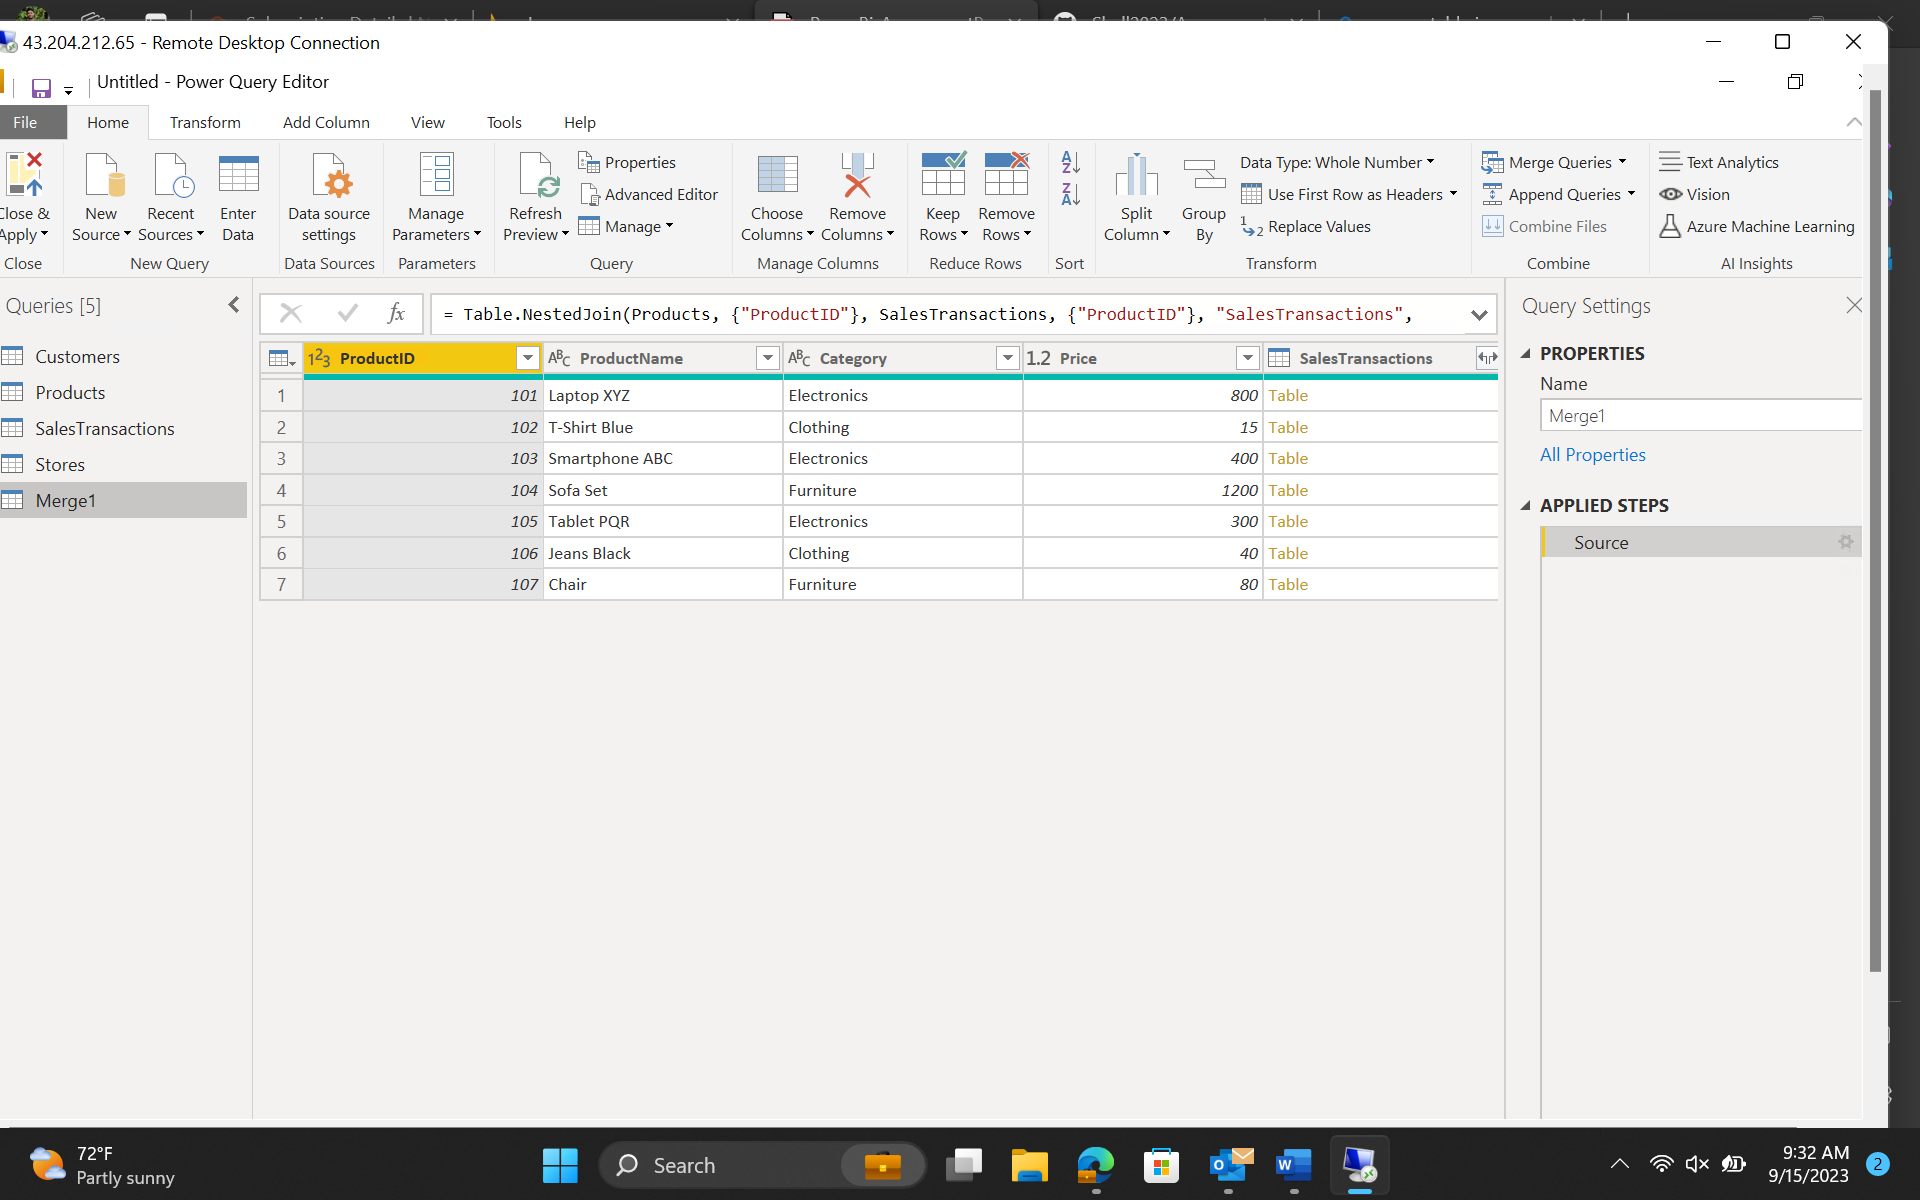 43.204.212.65 - Remote Desktop Connection
Untitled - Power Query Editor
File Home Transform Add Column View Tools Help
Close & Apply
New Source
Recent Sources
Enter Data
Data source settings
Manage Parameters
Refresh Preview
Properties
Advanced Editor
Manage
Choose Columns
Remove Columns
Keep Rows
Remove Rows
Split Column
Group By
Data Type: Whole Number
Use First Row as Headers
Replace Values
Merge Queries
Append Queries
Combine Files
Text Analytics
Vision
Azure Machine Learning
Close New Query Data Sources Parameters Query Manage Columns Reduce Rows Sort Transform Combine AI Insights
Queries [5]
Customers
Products
SalesTransactions
Stores
Merge1
fx = Table.NestedJoin(Products, {"ProductID"}, SalesTransactions, {"ProductID"}, "SalesTransactions",
ProductID ProductName Category 1.2 Price SalesTransactions
1 101 Laptop XYZ Electronics 800 Table
2 102 T-Shirt Blue Clothing 15 Table
3 103 Smartphone ABC Electronics 400 Table
4 104 Sofa Set Furniture 1200 Table
5 105 Tablet PQR Electronics 300 Table
6 106 Jeans Black Clothing 40 Table
7 107 Chair Furniture 80 Table
Query Settings
PROPERTIES
Name
Merge1
All Properties
APPLIED STEPS
Source
72°F
Partly sunny
Search
9:32 AM
9/15/2023
2